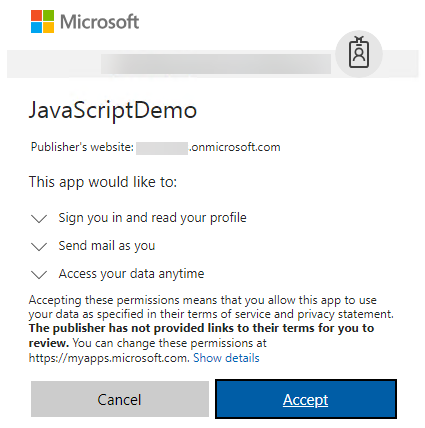 Microsoft
JavaScriptDemo
Publisher's website: .onmicrosoft.com
This app would like to:
Sign you in and read your profile
Send mail as you
Access your data anytime
Accepting these permissions means that you allow this app to use
your data as specified in their terms of service and privacy statement.
The publisher has not provided links to their terms for you to
review. You can change these permissions at
https://myapps.microsoft.com. Show details
Cancel
Accept